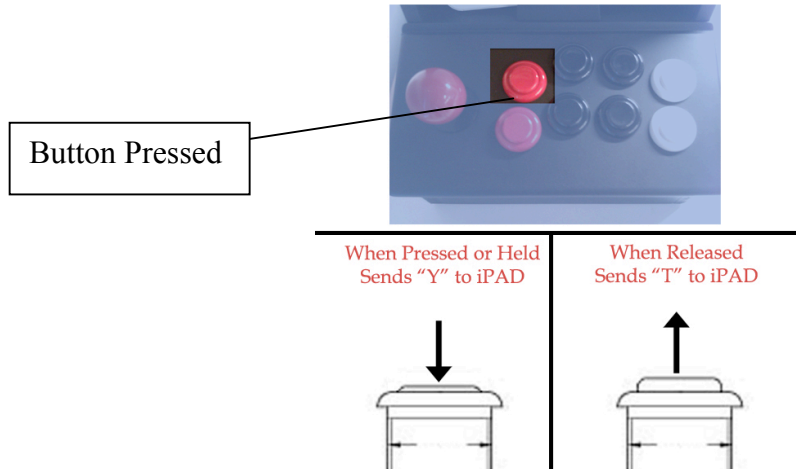 Button Pressed
When Pressed or Held
Sends “Y” to iPAD
When Released
Sends “T” to iPAD